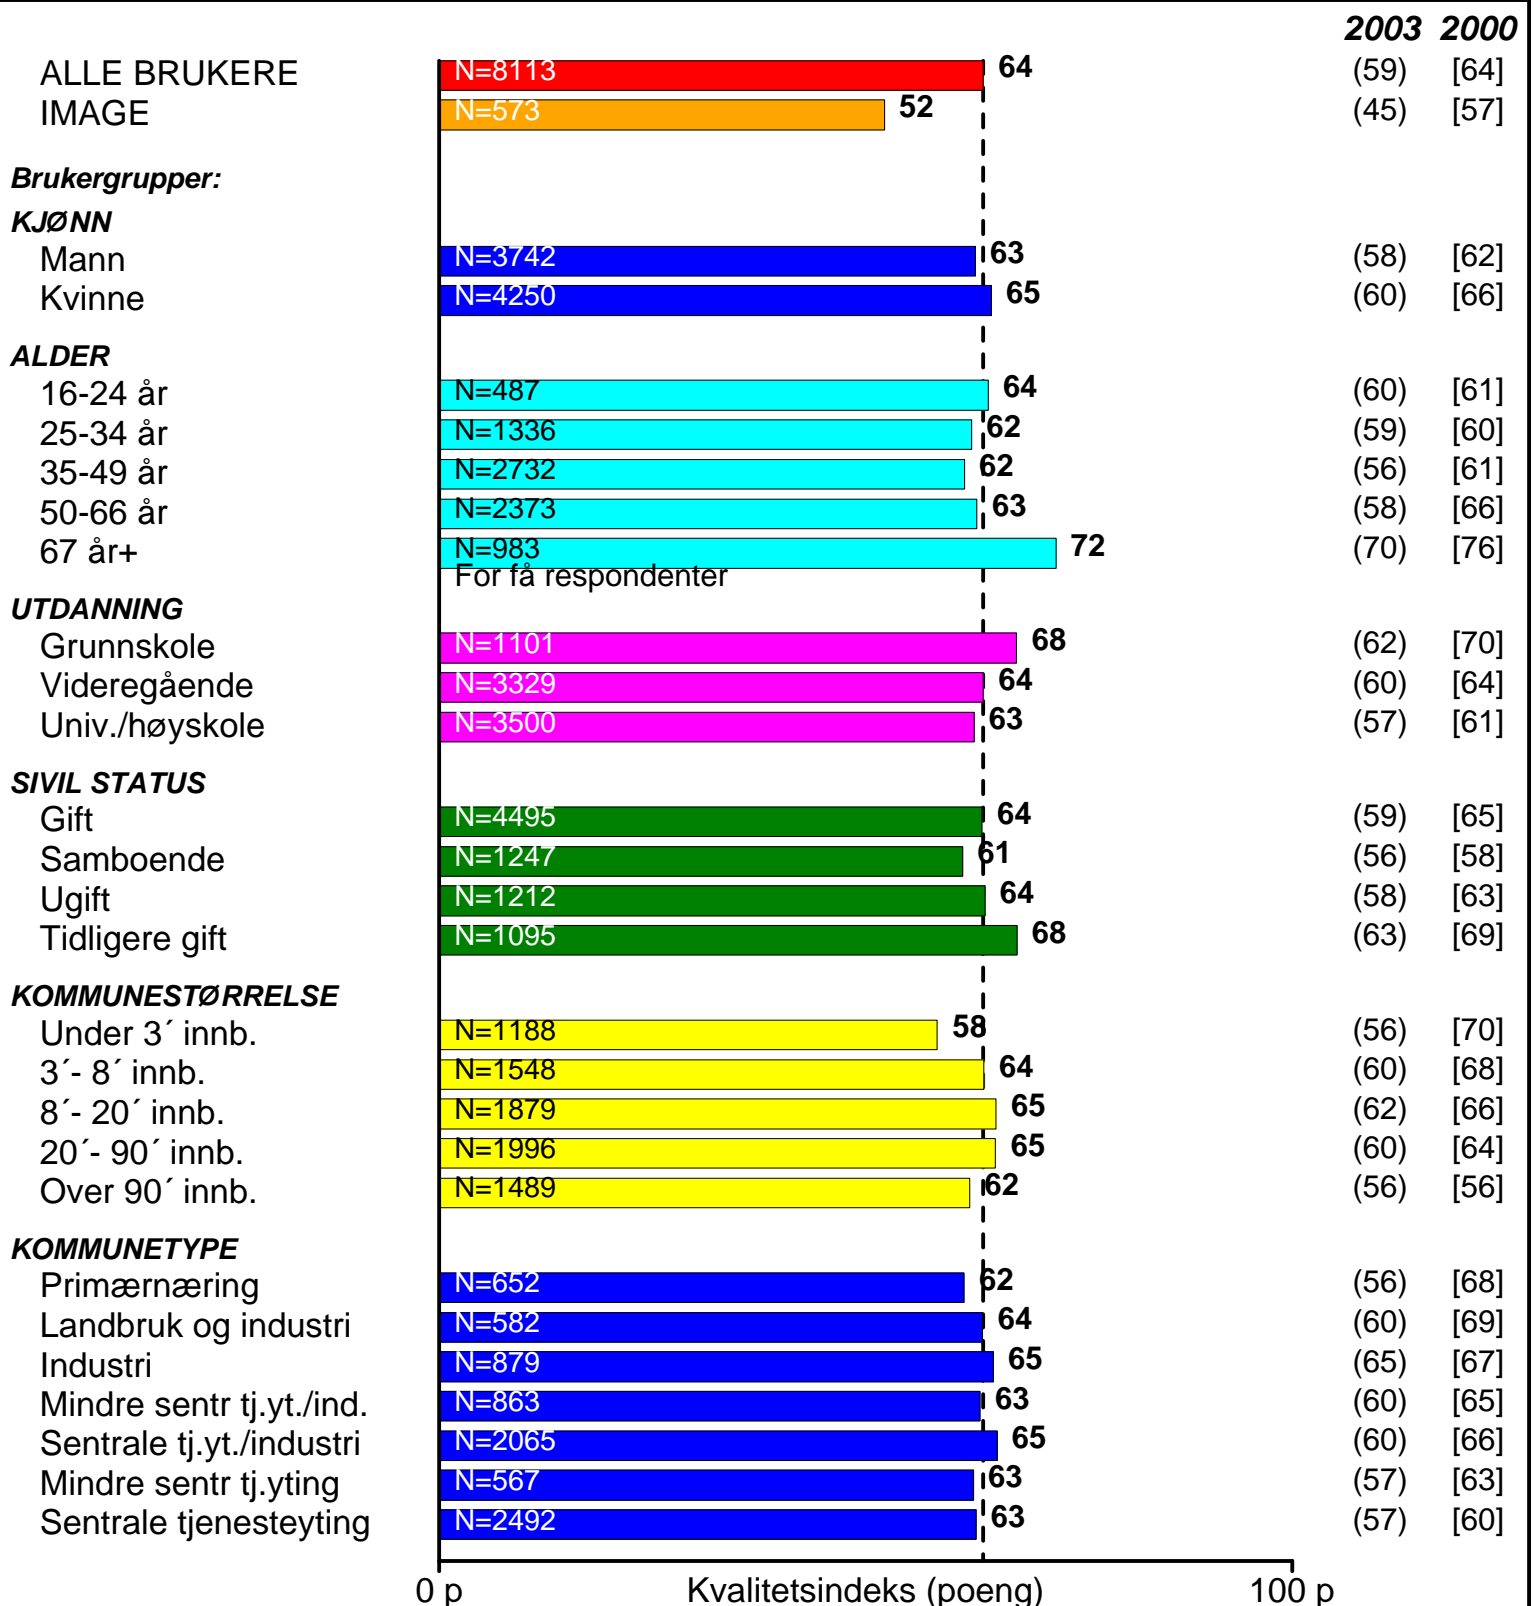 2003 2000
ALLE BRUKERE N=8113 64 (59) [64]
IMAGE N=573 52 (45) [57]
Brukergrupper:
KJØNN
Mann N=3742 63 (58) [62]
Kvinne N=4250 65 (60) [66]
ALDER
16-24 år N=487 64 (60) [61]
25-34 år N=1336 62 (59) [60]
35-49 år N=2732 62 (56) [61]
50-66 år N=2373 63 (58) [66]
67 år+ N=983 72 (70) [76]
For få respondenter
UTDANNING
Grunnskole N=1101 68 (62) [70]
Videregående N=3329 64 (60) [64]
Univ./høyskole N=3500 63 (57) [61]
SIVIL STATUS
Gift N=4495 64 (59) [65]
Samboende N=1247 61 (56) [58]
Ugift N=1212 64 (58) [63]
Tidligere gift N=1095 68 (63) [69]
KOMMUNESTØRRELSE
Under 3´ innb. N=1188 58 (56) [70]
3´- 8´ innb. N=1548 64 (60) [68]
8´- 20´ innb. N=1879 65 (62) [66]
20´- 90´ innb. N=1996 65 (60) [64]
Over 90´ innb. N=1489 62 (56) [56]
KOMMUNETYPE
Primærnæring N=652 62 (56) [68]
Landbruk og industri N=582 64 (60) [69]
Industri N=879 65 (65) [67]
Mindre sentr tj.yt./ind. N=863 63 (60) [65]
Sentrale tj.yt./industri N=2065 65 (60) [66]
Mindre sentr tj.yting N=567 63 (57) [63]
Sentrale tjenesteyting N=2492 63 (57) [60]
0 p Kvalitetsindeks (poeng) 100 p